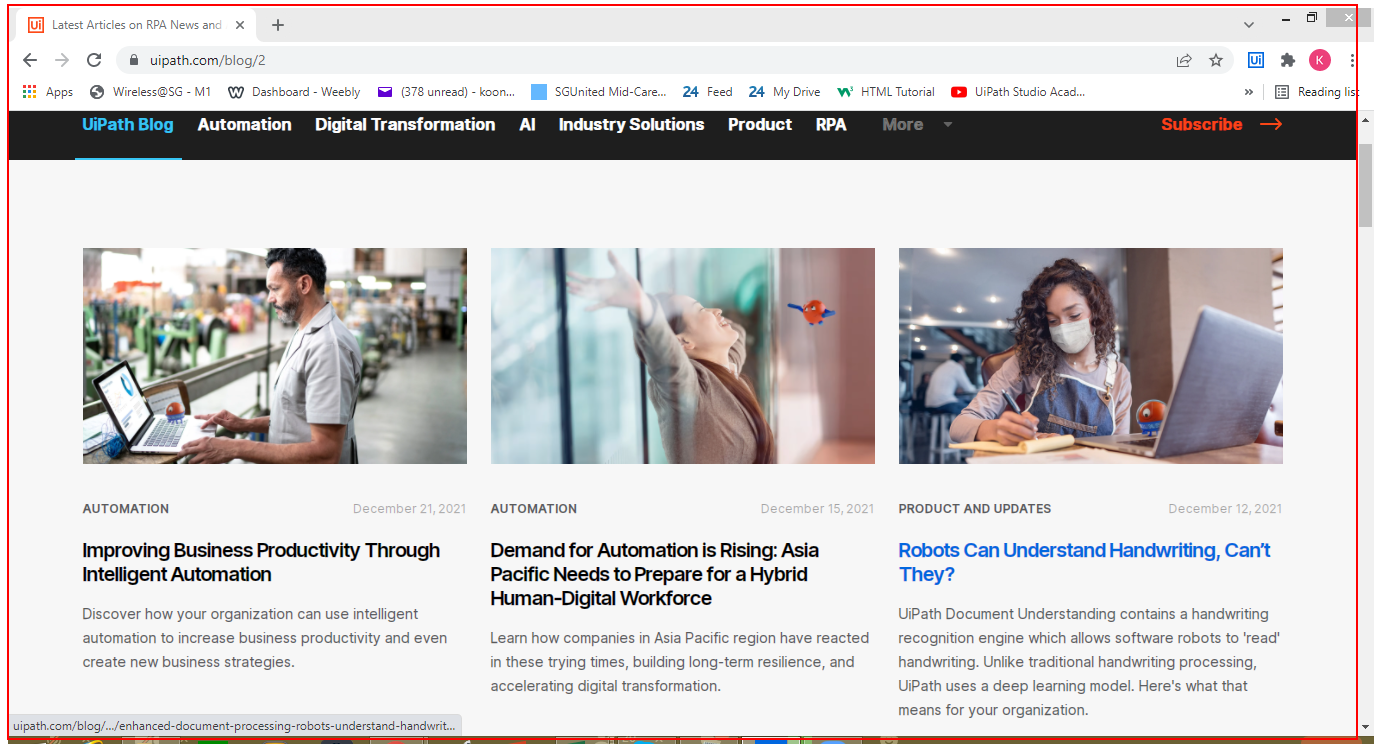 Ui Latest Articles on RPA News and
uipath.com/blog/2
Ui K
Apps Wireless@SG - M1 Dashboard - Weebly (378 unread) - koon... SGUnited Mid-Care... 24 Feed 24 My Drive HTML Tutorial UiPath Studio Acad... » Reading list
UiPath Blog Automation Digital Transformation AI Industry Solutions Product RPA More Subscribe
AUTOMATION December 21, 2021
Improving Business Productivity Through
Intelligent Automation
Discover how your organization can use intelligent
automation to increase business productivity and even
create new business strategies.
AUTOMATION December 15, 2021
Demand for Automation is Rising: Asia
Pacific Needs to Prepare for a Hybrid
Human-Digital Workforce
Learn how companies in Asia Pacific region have reacted
in these trying times, building long-term resilience, and
accelerating digital transformation.
PRODUCT AND UPDATES December 12, 2021
Robots Can Understand Handwriting, Can’t
They?
UiPath Document Understanding contains a handwriting
recognition engine which allows software robots to 'read'
handwriting. Unlike traditional handwriting processing,
UiPath uses a deep learning model. Here's what that
means for your organization.
uipath.com/blog/.../enhanced-document-processing-robots-understand-handwrit...